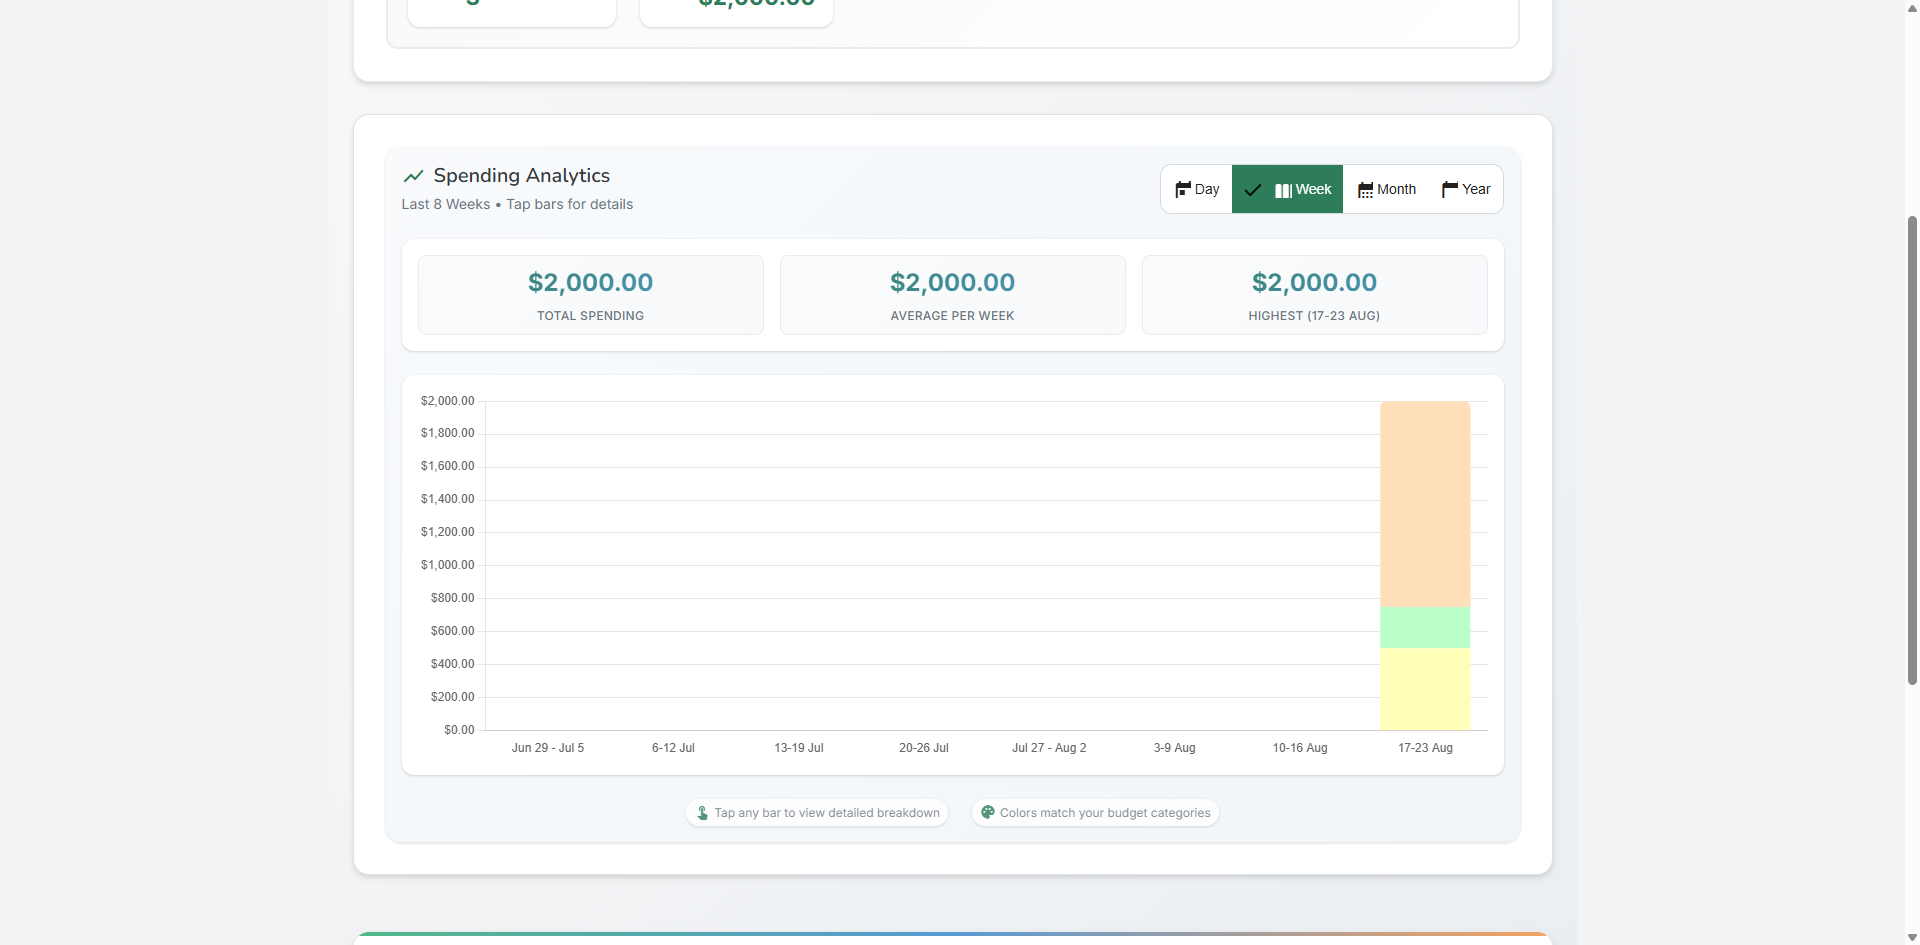 $2,000.00
Spending Analytics
Last 8 Weeks • Tap bars for details
Day
Week
Month
Year
$2,000.00
TOTAL SPENDING
$2,000.00
AVERAGE PER WEEK
$2,000.00
HIGHEST (17-23 AUG)
$2,000.00
$1,800.00
$1,600.00
$1,400.00
$1,200.00
$1,000.00
$800.00
$600.00
$400.00
$200.00
$0.00
Jun 29 - Jul 5
6-12 Jul
13-19 Jul
20-26 Jul
Jul 27 - Aug 2
3-9 Aug
10-16 Aug
17-23 Aug
Tap any bar to view detailed breakdown
Colors match your budget categories